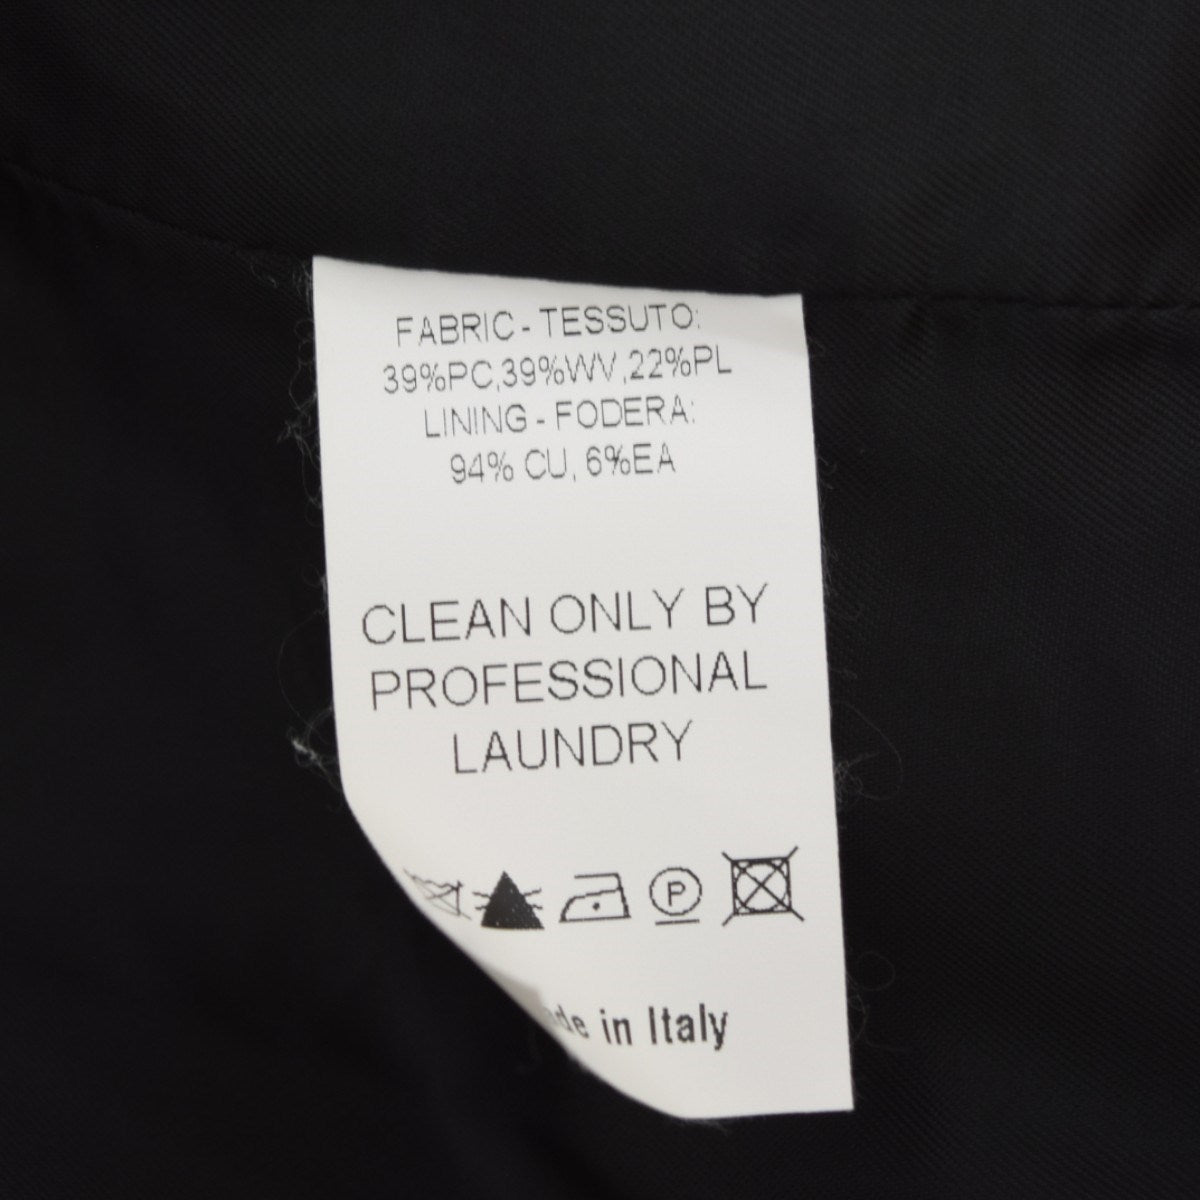 FABRIC - TESSUTO:
39%PC,39%WV,22%PL
LINING - FODERA:
94% CU, 6%EA
CLEAN ONLY BY
PROFESSIONAL
LAUNDRY
P
in Italy